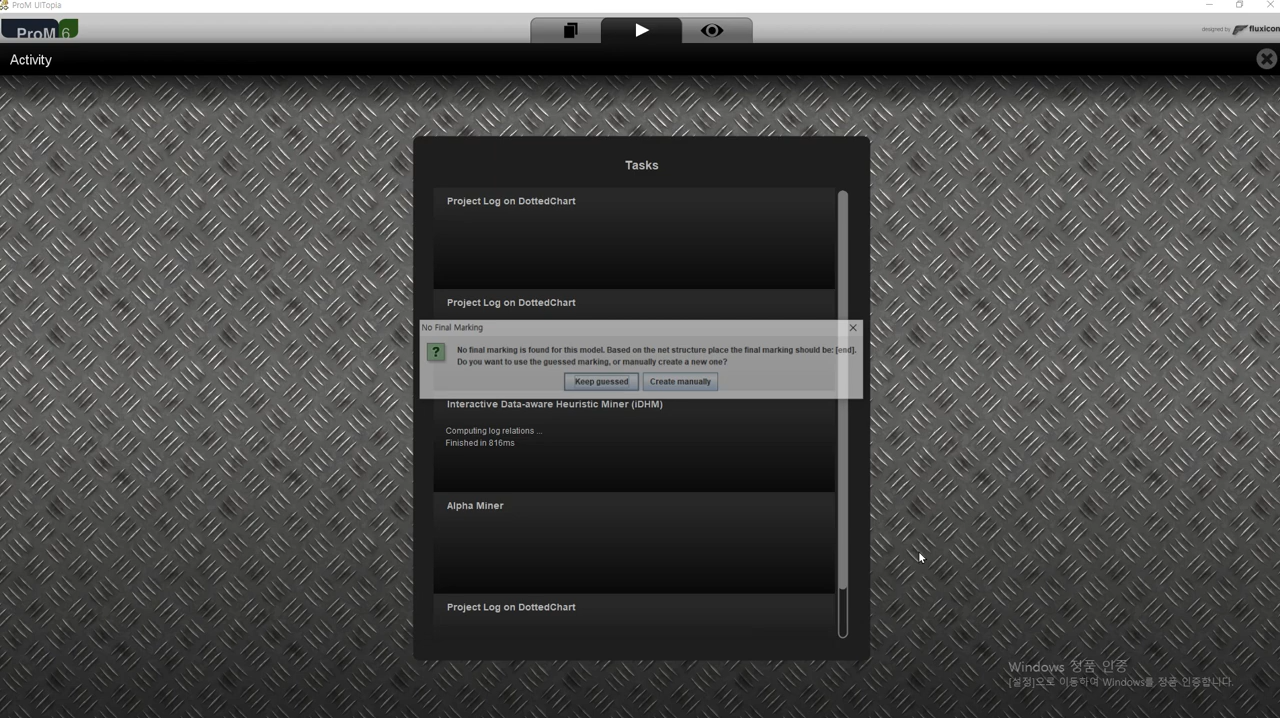 ProM UITopia
ProM 6
designed by fluxicon
Activity
Tasks
Project Log on DottedChart
Project Log on DottedChart
No Final Marking
No final marking is found for this model. Based on the net structure place the final marking should be: [end].
Do you want to use the guessed marking, or manually create a new one?
Keep guessed
Create manually
Interactive Data-aware Heuristic Miner (iDHM)
Computing log relations ...
Finished in 816ms
Alpha Miner
Project Log on DottedChart
Windows 정품 인증
[설정]으로 이동하여 Windows를 정품 인증합니다.